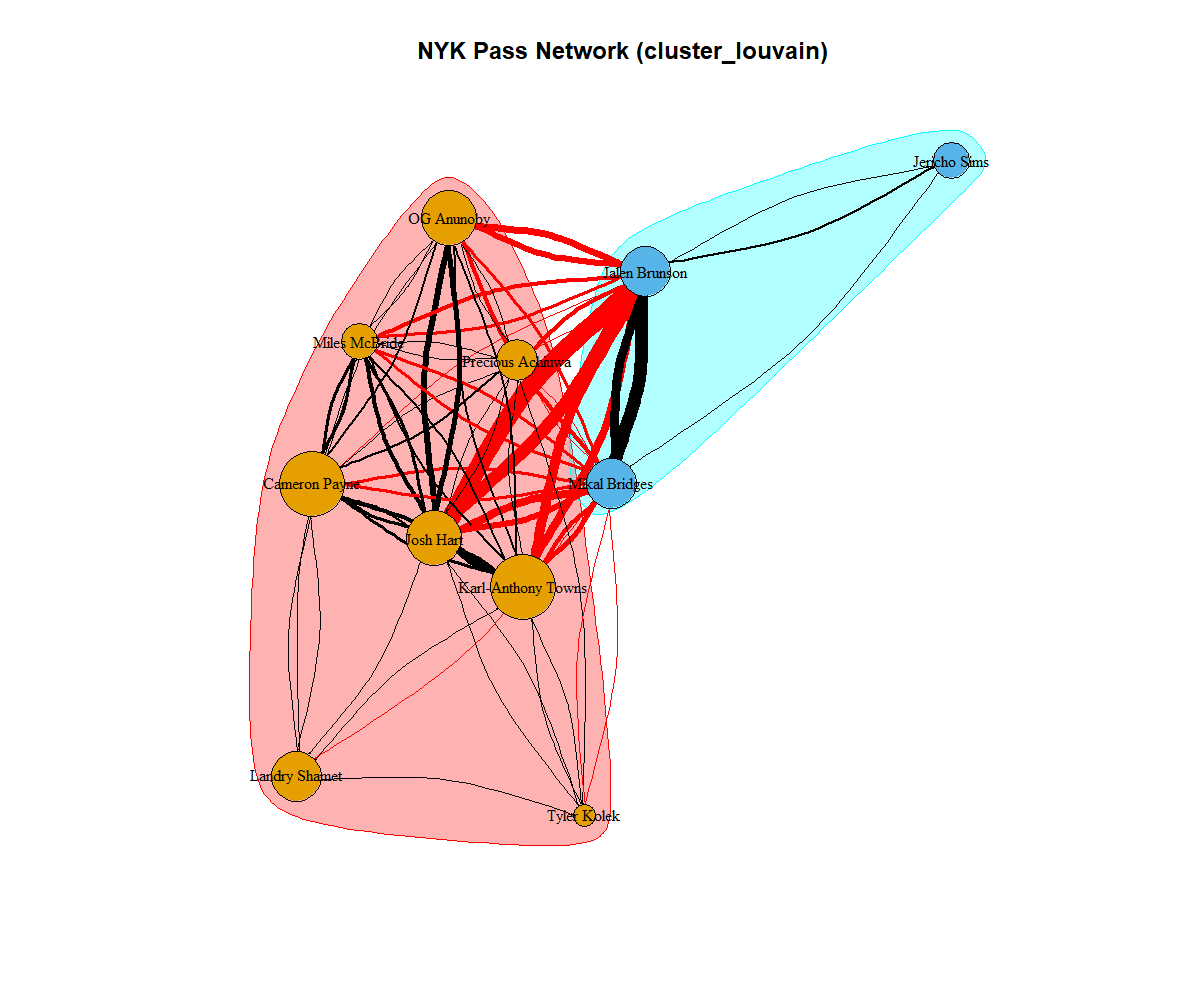 NYK Pass Network (cluster_louvain)
Jericho Sims
OG Anunoby
Jalen Brunson
Miles McBride
Precious Achiuwa
Cameron Payne
Mikal Bridges
Josh Hart
Karl-Anthony Towns
Landry Shamet
Tyler Kolek